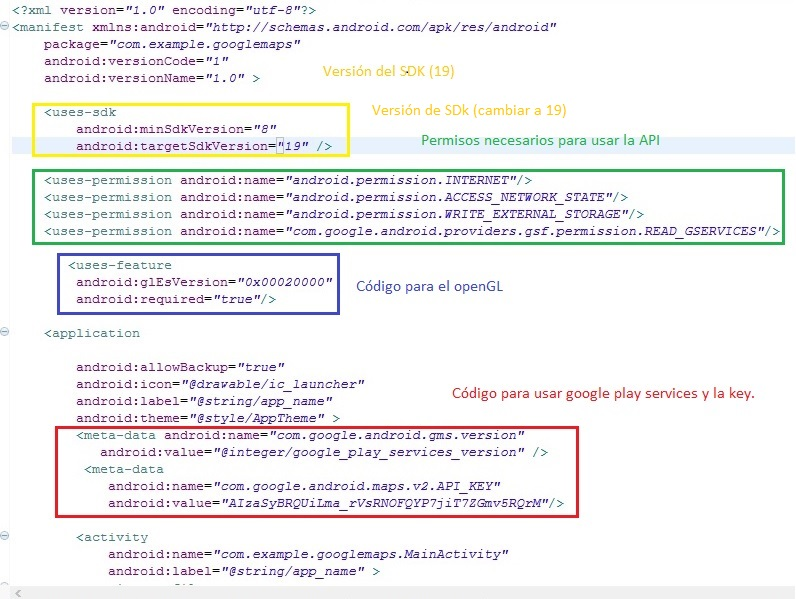 <?xml version="1.0" encoding="utf-8"?>
<manifest xmlns:android="http://schemas.android.com/apk/res/android"
package="com.example.googlemaps"
android:versionCode="1"
android:versionName="1.0" >
Versión del SDK (19)
Versión de SDk (cambiar a 19)
<uses-sdk
android:minSdkVersion="8"
android:targetSdkVersion="19" />
Permisos necesarios para usar la API
<uses-permission android:name="android.permission.INTERNET"/>
<uses-permission android:name="android.permission.ACCESS_NETWORK_STATE"/>
<uses-permission android:name="android.permission.WRITE_EXTERNAL_STORAGE"/>
<uses-permission android:name="com.google.android.providers.gsf.permission.READ_GSERVICES"/>
<uses-feature
android:glEsVersion="0x00020000"
android:required="true"/>
Código para el openGL
<application
android:allowBackup="true"
android:icon="@drawable/ic_launcher"
android:label="@string/app_name"
android:theme="@style/AppTheme" >
Código para usar google play services y la key.
<meta-data android:name="com.google.android.gms.version"
android:value="@integer/google_play_services_version" />
<meta-data
android:name="com.google.android.maps.v2.API_KEY"
android:value="AIzaSyBRQUiLma_rVsRNOFQYP7jiT7ZGmv5RQrM"/>
<activity
android:name="com.example.googlemaps.MainActivity"
android:label="@string/app_name" >